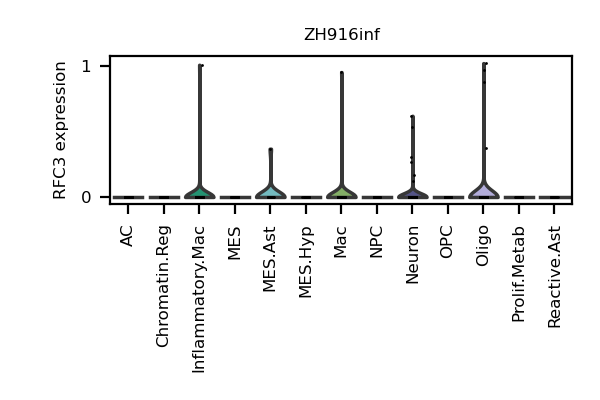 ZH916inf
RFC3 expression
1
0
AC
Chromatin.Reg
Inflammatory.Mac
MES
MES.Ast
MES.Hyp
Mac
NPC
Neuron
OPC
Oligo
Prolif.Metab
Reactive.Ast